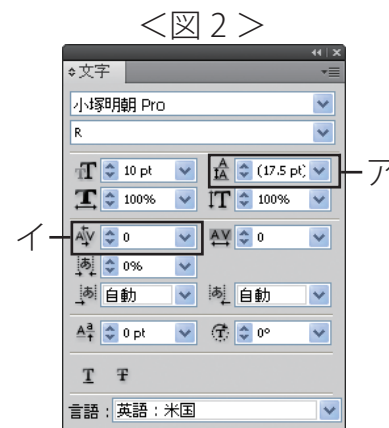 ＜図2＞
文字
小塚明朝 Pro
R
10 pt
(17.5 pt)
ア
100%
100%
イ
0
0
0%
自動
自動
0 pt
0°
T
T
言語：英語：米国